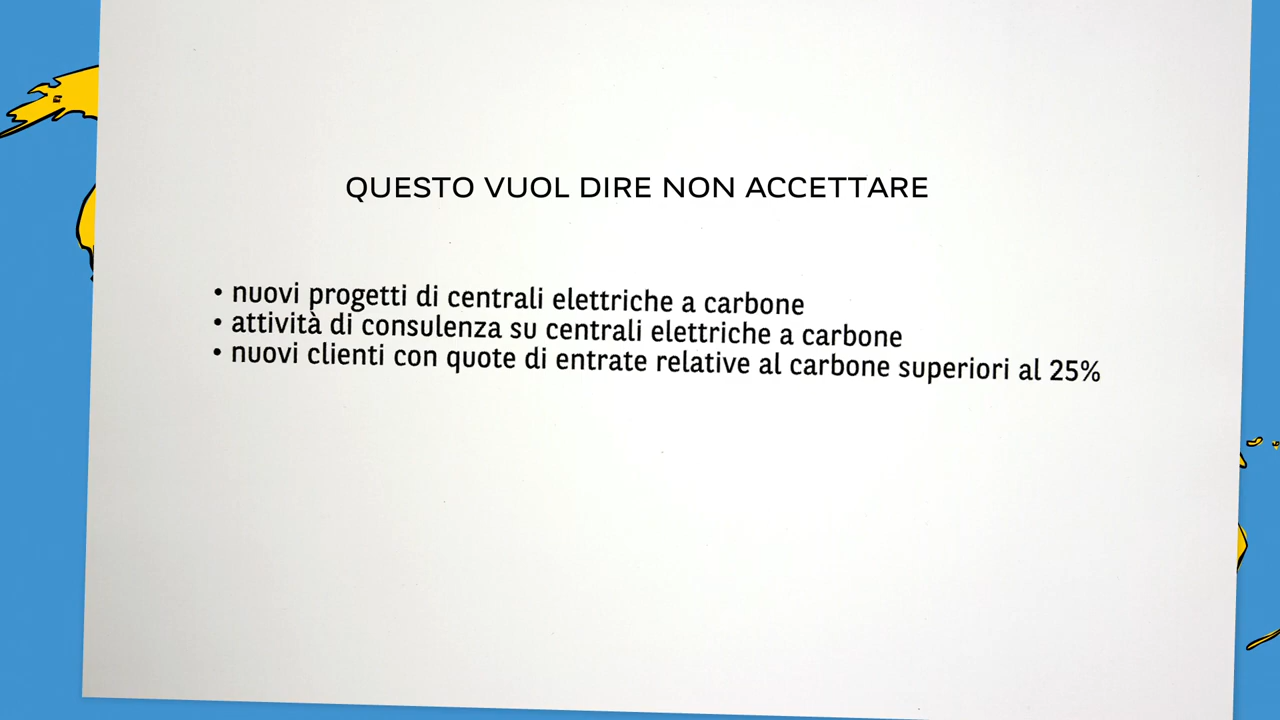 QUESTO VUOL DIRE NON ACCETTARE
• nuovi progetti di centrali elettriche a carbone
• attività di consulenza su centrali elettriche a carbone
• nuovi clienti con quote di entrate relative al carbone superiori al 25%